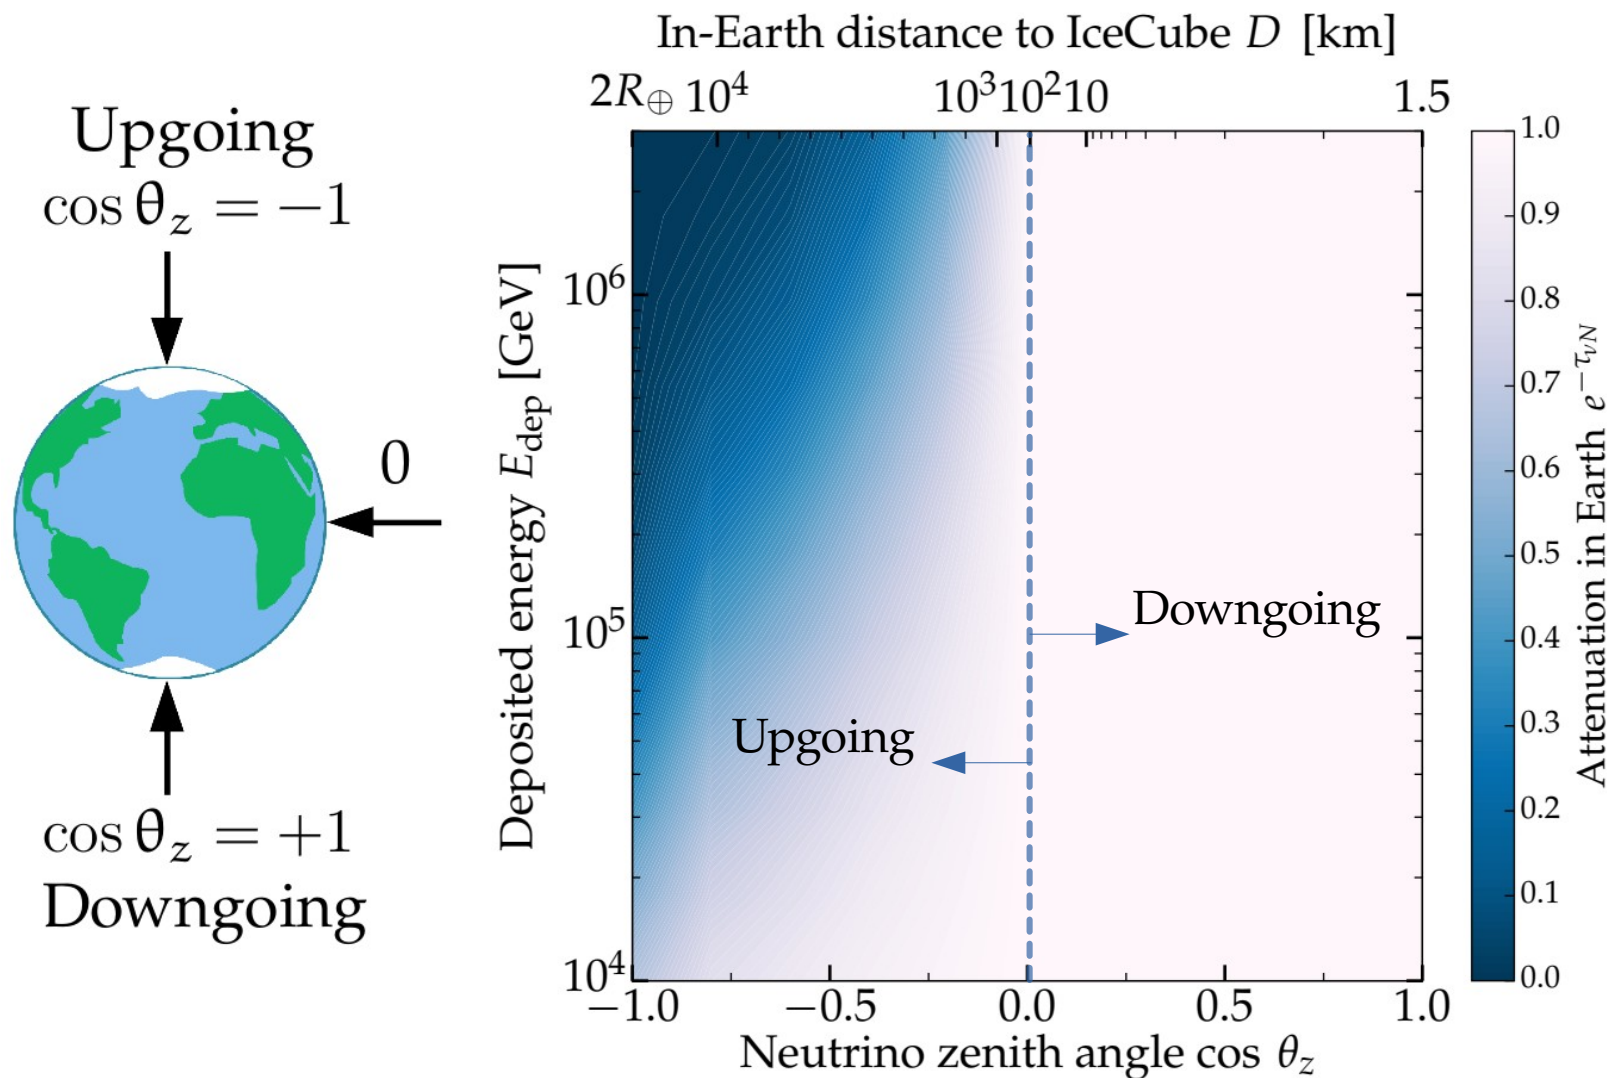 Upgoing
cos θz = −1
0
cos θz = +1
Downgoing
In-Earth distance to IceCube D [km]
2R⊕ 10⁴ 10³ 10² 10 1.5
Deposited energy Edep [GeV]
10⁶
10⁵
10⁴
Downgoing
Upgoing
−1.0 −0.5 0.0 0.5 1.0
Neutrino zenith angle cos θz
1.0
0.9
0.8
0.7
0.6
0.5
0.4
0.3
0.2
0.1
0.0
Attenuation in Earth e^−τνN